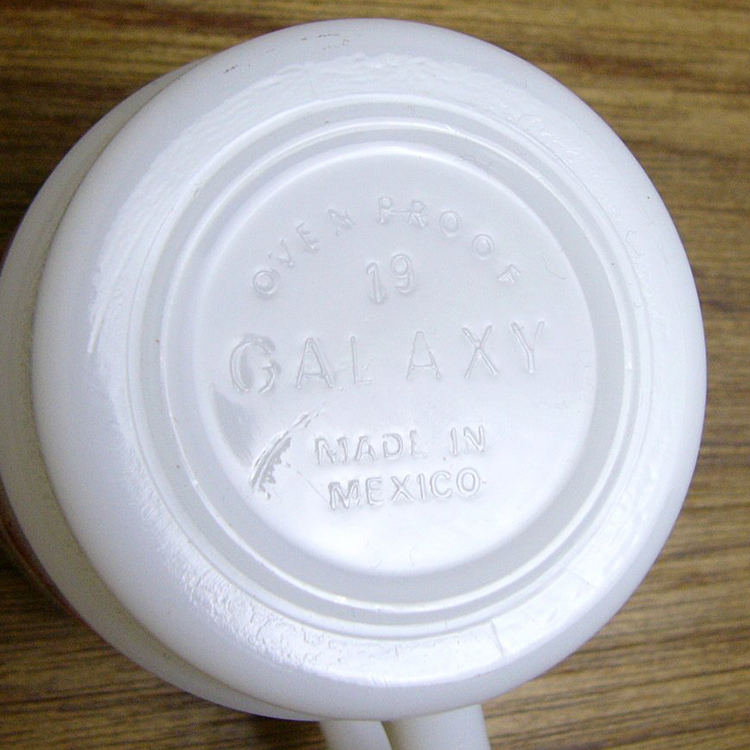 OVEN PROOF
19
GALAXY
MADE IN
MEXICO